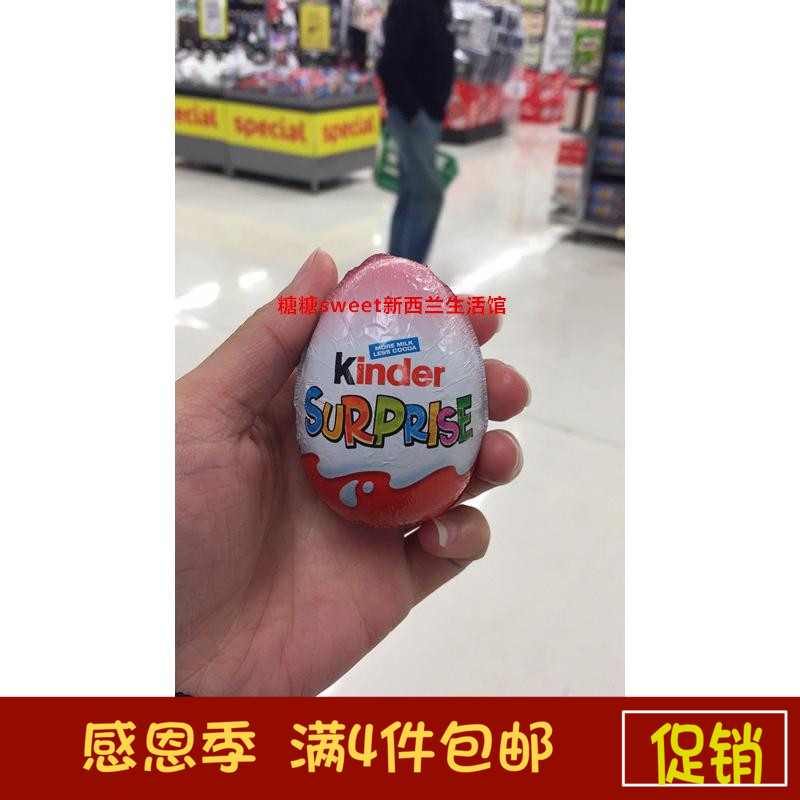 special
special
special
糖糖sweet新西兰生活馆
MORE MILK
LESS COCOA
Kinder
SURPRISE
感恩季 满4件包邮
促销